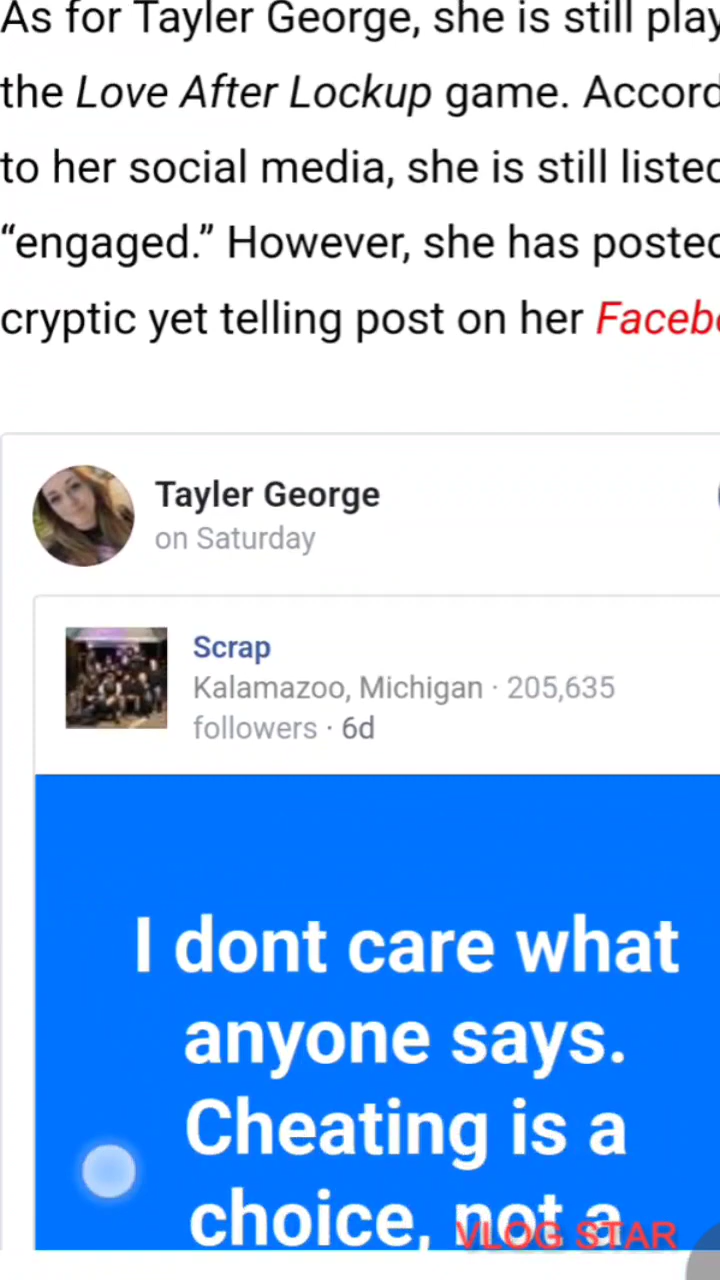 As for Tayler George, she is still play
the Love After Lockup game. Accord
to her social media, she is still listed
“engaged.” However, she has posted
cryptic yet telling post on her Facebo
Tayler George
on Saturday
Scrap
Kalamazoo, Michigan · 205,635
followers · 6d
I dont care what
anyone says.
Cheating is a
choice, not a
VLOG STAR